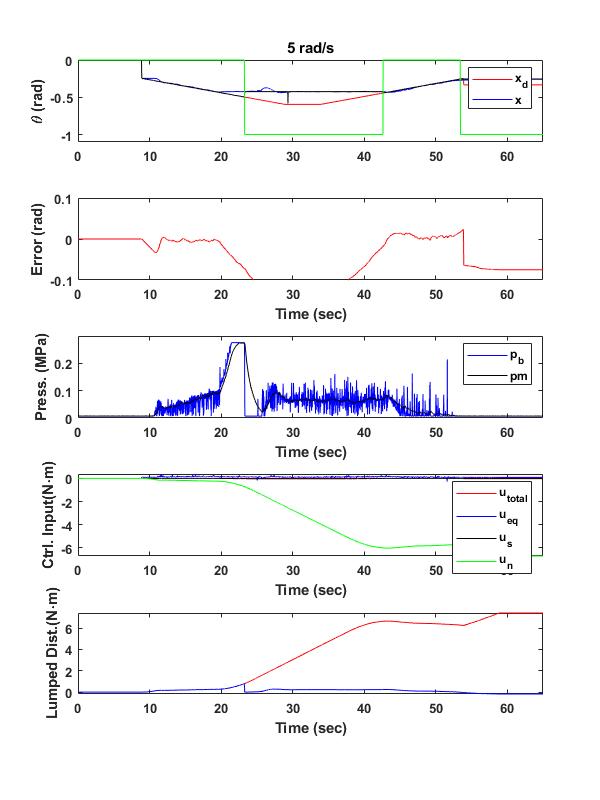 5 rad/s
0
-0.5
-1
θ (rad)
x_d
x
0 10 20 30 40 50 60
0.1
0
-0.1
Error (rad)
0 10 20 30 40 50 60
Time (sec)
0.2
0.1
0
Press. (MPa)
p_b
pm
0 10 20 30 40 50 60
Time (sec)
0
-2
-4
-6
Ctrl. Input(N·m)
u_total
u_eq
u_s
u_n
0 10 20 30 40 50
Time (sec)
6
4
2
0
Lumped Dist.(N·m)
0 10 20 30 40 50 60
Time (sec)